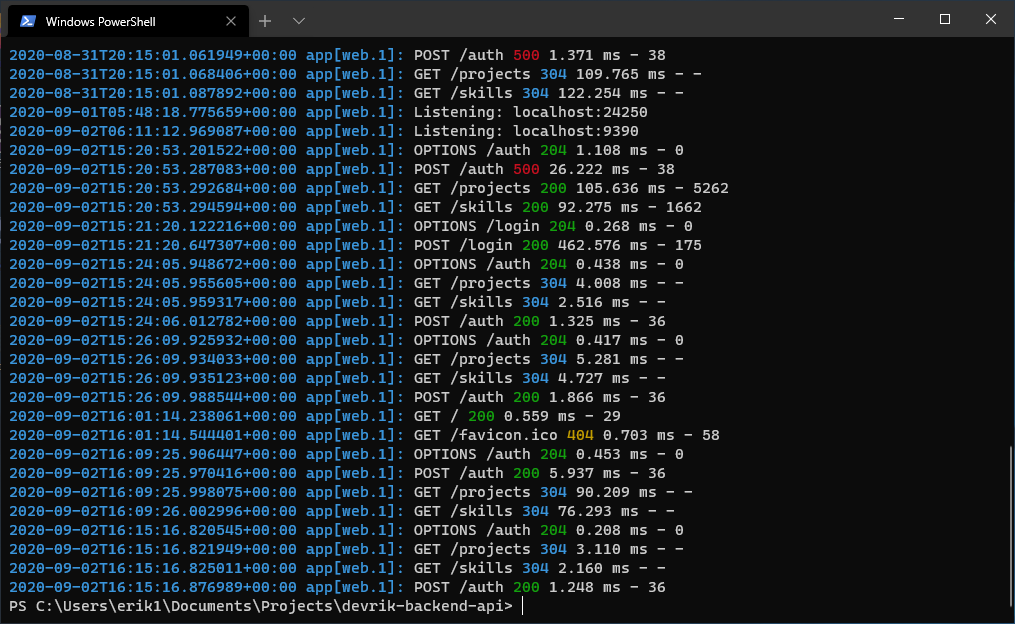 Windows PowerShell
2020-08-31T20:15:01.061949+00:00 app[web.1]: POST /auth 500 1.371 ms - 38
2020-08-31T20:15:01.068406+00:00 app[web.1]: GET /projects 304 109.765 ms - -
2020-08-31T20:15:01.087892+00:00 app[web.1]: GET /skills 304 122.254 ms - -
2020-09-01T05:48:18.775659+00:00 app[web.1]: Listening: localhost:24250
2020-09-02T06:11:12.969087+00:00 app[web.1]: Listening: localhost:9390
2020-09-02T15:20:53.201522+00:00 app[web.1]: OPTIONS /auth 204 1.108 ms - 0
2020-09-02T15:20:53.287083+00:00 app[web.1]: POST /auth 500 26.222 ms - 38
2020-09-02T15:20:53.292684+00:00 app[web.1]: GET /projects 200 105.636 ms - 5262
2020-09-02T15:20:53.294594+00:00 app[web.1]: GET /skills 200 92.275 ms - 1662
2020-09-02T15:21:20.122216+00:00 app[web.1]: OPTIONS /login 204 0.268 ms - 0
2020-09-02T15:21:20.647307+00:00 app[web.1]: POST /login 200 462.576 ms - 175
2020-09-02T15:24:05.948672+00:00 app[web.1]: OPTIONS /auth 204 0.438 ms - 0
2020-09-02T15:24:05.955605+00:00 app[web.1]: GET /projects 304 4.008 ms - -
2020-09-02T15:24:05.959317+00:00 app[web.1]: GET /skills 304 2.516 ms - -
2020-09-02T15:24:06.012782+00:00 app[web.1]: POST /auth 200 1.325 ms - 36
2020-09-02T15:26:09.925932+00:00 app[web.1]: OPTIONS /auth 204 0.417 ms - 0
2020-09-02T15:26:09.934033+00:00 app[web.1]: GET /projects 304 5.281 ms - -
2020-09-02T15:26:09.935123+00:00 app[web.1]: GET /skills 304 4.727 ms - -
2020-09-02T15:26:09.988544+00:00 app[web.1]: POST /auth 200 1.866 ms - 36
2020-09-02T16:01:14.238061+00:00 app[web.1]: GET / 200 0.559 ms - 29
2020-09-02T16:01:14.544401+00:00 app[web.1]: GET /favicon.ico 404 0.703 ms - 58
2020-09-02T16:09:25.906447+00:00 app[web.1]: OPTIONS /auth 204 0.453 ms - 0
2020-09-02T16:09:25.970416+00:00 app[web.1]: POST /auth 200 5.937 ms - 36
2020-09-02T16:09:25.998075+00:00 app[web.1]: GET /projects 304 90.209 ms - -
2020-09-02T16:09:26.002996+00:00 app[web.1]: GET /skills 304 76.293 ms - -
2020-09-02T16:15:16.820545+00:00 app[web.1]: OPTIONS /auth 204 0.208 ms - 0
2020-09-02T16:15:16.821949+00:00 app[web.1]: GET /projects 304 3.110 ms - -
2020-09-02T16:15:16.825011+00:00 app[web.1]: GET /skills 304 2.160 ms - -
2020-09-02T16:15:16.876989+00:00 app[web.1]: POST /auth 200 1.248 ms - 36
PS C:\Users\erik1\Documents\Projects\devrik-backend-api>